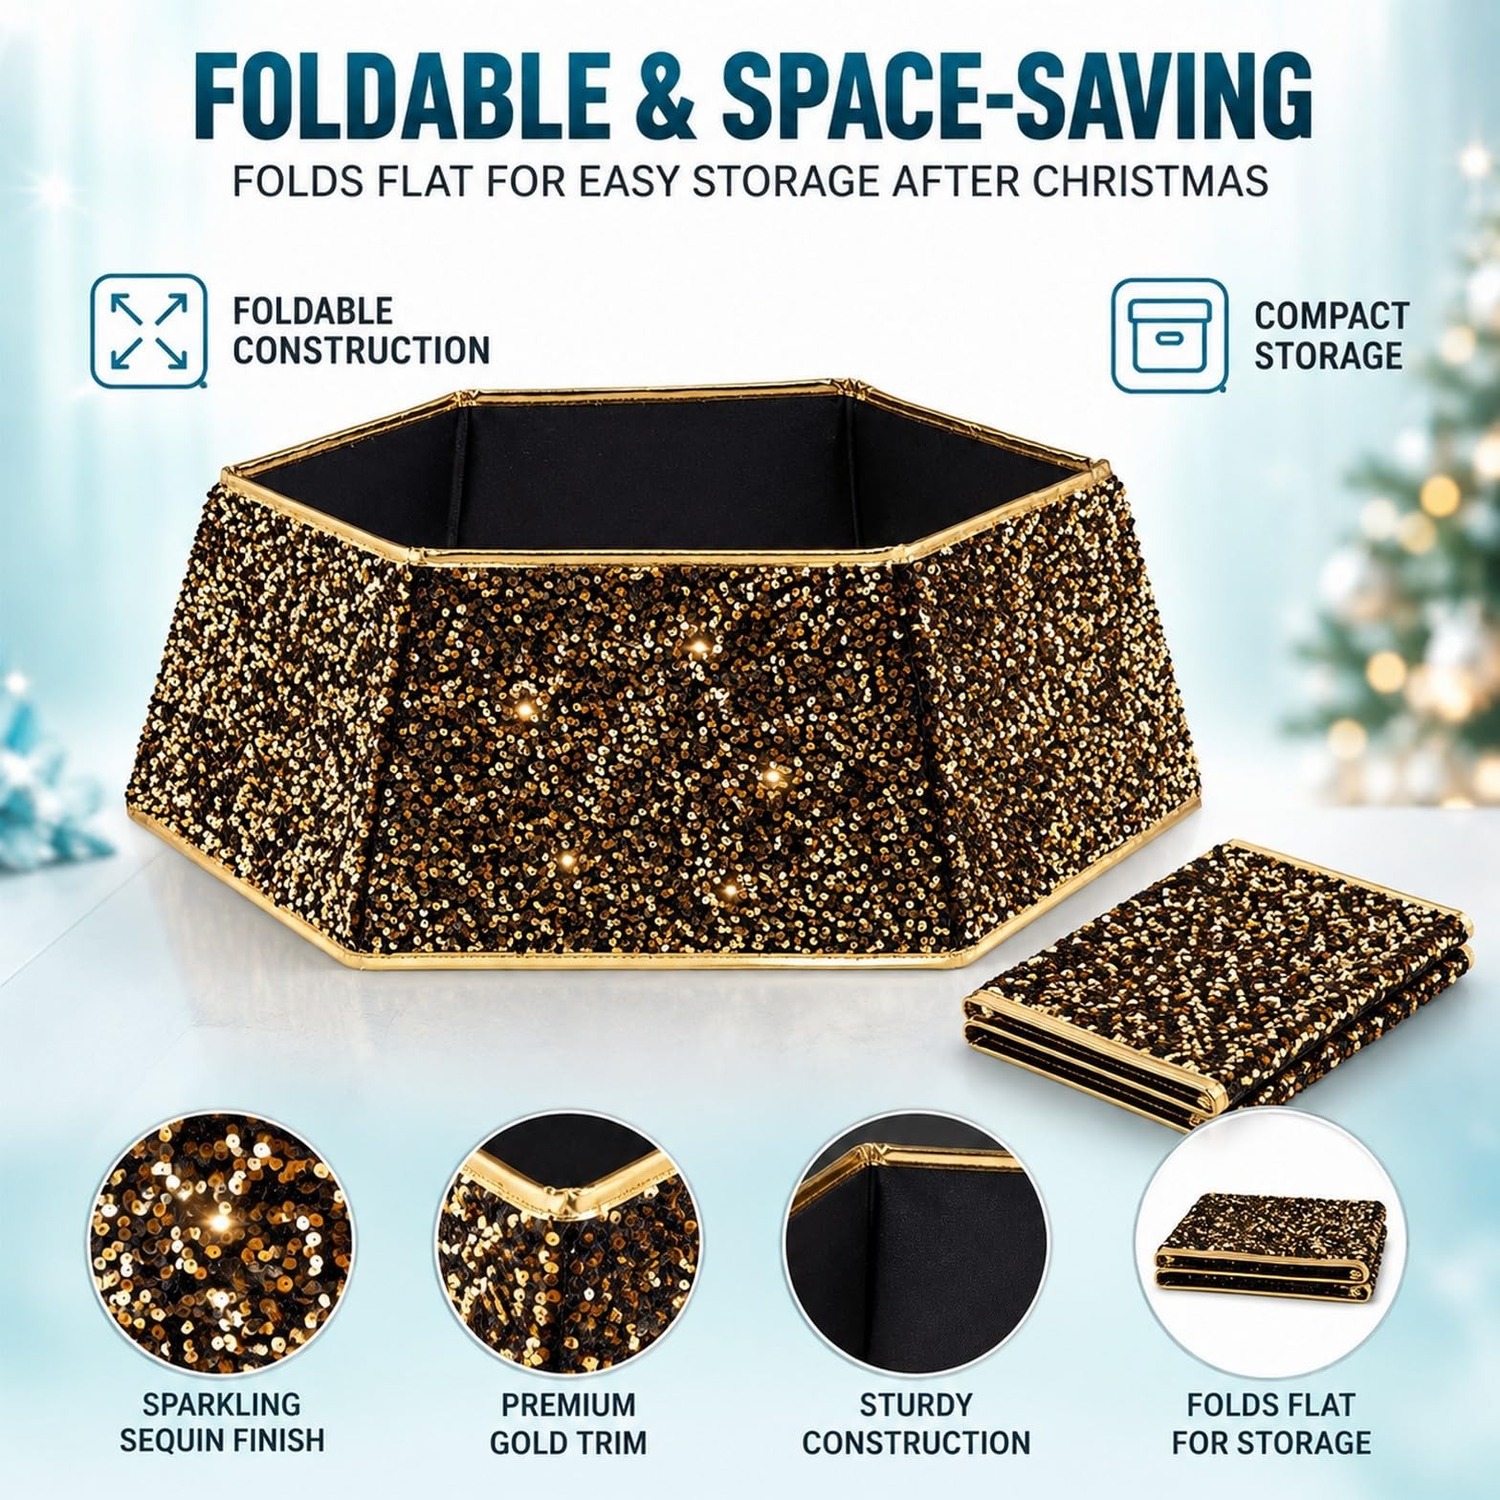 FOLDABLE & SPACE-SAVING
FOLDS FLAT FOR EASY STORAGE AFTER CHRISTMAS
FOLDABLE
CONSTRUCTION
COMPACT
STORAGE
SPARKLING
SEQUIN FINISH
PREMIUM
GOLD TRIM
STURDY
CONSTRUCTION
FOLDS FLAT
FOR STORAGE